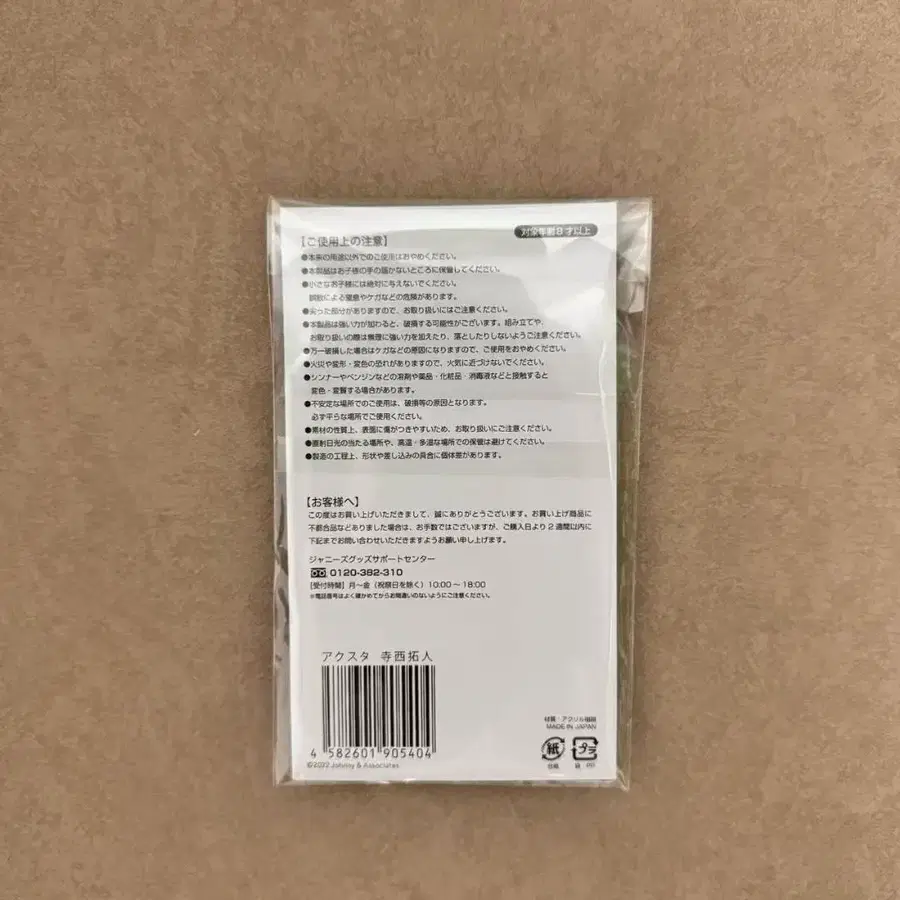 対象年齢8才以上
【ご使用上の注意】
●本来の用途以外でのご使用はおやめください。
●本製品はお子様の手の届かないところに保管してください。
●小さなお子様には絶対に与えないでください。
誤飲による窒息やケガなどの危険があります。
●尖った部分がありますので、お取り扱いにはご注意ください。
●本製品は強い力が加わると、破損する可能性がございます。組み立てや、
お取り扱いの際は無理に強い力を加えたり、落としたりしないようご注意ください。
●万一破損した場合はケガなどの原因になりますので、ご使用をおやめください。
●火災や変形・変色の恐れがありますので、火気に近づけないでください。
●シンナーやベンジンなどの溶剤や薬品・化粧品・消毒液などと接触すると
変色・変質する場合があります。
●不安定な場所でのご使用は、破損等の原因となります。
必ず平らな場所でご使用ください。
●素材の性質上、表面に傷がつきやすいため、お取り扱いにご注意ください。
●直射日光の当たる場所や、高温・多湿な場所での保管は避けてください。
●製造の工程上、形状や差し込みの具合に個体差があります。
【お客様へ】
この度はお買い上げいただきまして、誠にありがとうございます。お買い上げ商品に
不都合品などありました場合は、お手数ではございますが、ご購入日より2週間以内に
下記までお問い合わせいただきますようお願い申し上げます。
ジャニーズグッズサポートセンター
0120-382-310
[受付時間] 月～金（祝祭日を除く）10:00～18:00
※電話番号はよく確かめてからお間違いのないようにご注意ください。
アクスタ 寺西拓人
4 582601 905404
©2022 Johnny & Associates
材質：アクリル樹脂
MADE IN JAPAN
紙 プラ
台紙 袋：PP